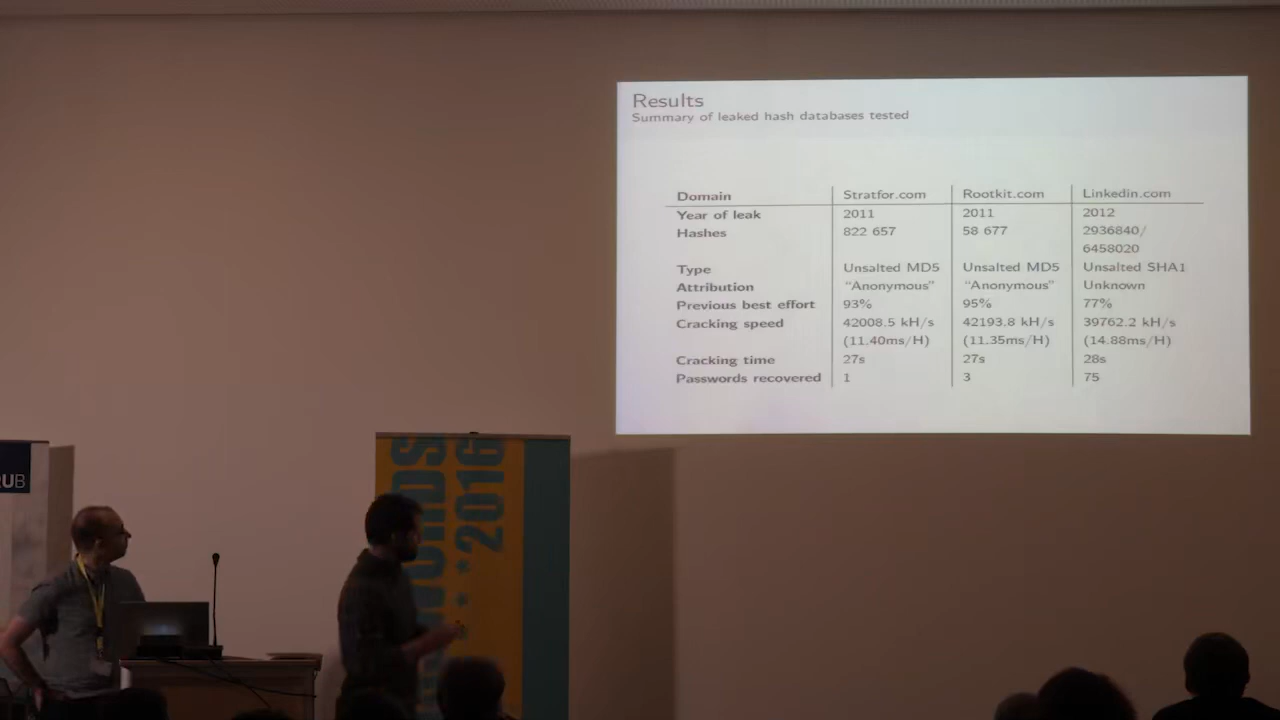 Results
Summary of leaked hash databases tested
Domain Stratfor.com Rootkit.com Linkedin.com
Year of leak 2011 2011 2012
Hashes 822 657 58 677 2936840/
6458020
Type Unsalted MD5 Unsalted MD5 Unsalted SHA1
Attribution “Anonymous” “Anonymous” Unknown
Previous best effort 93% 95% 77%
Cracking speed 42008.5 kH/s 42193.8 kH/s 39762.2 kH/s
(11.40ms/H) (11.35ms/H) (14.88ms/H)
Cracking time 27s 27s 28s
Passwords recovered 1 3 75
2016